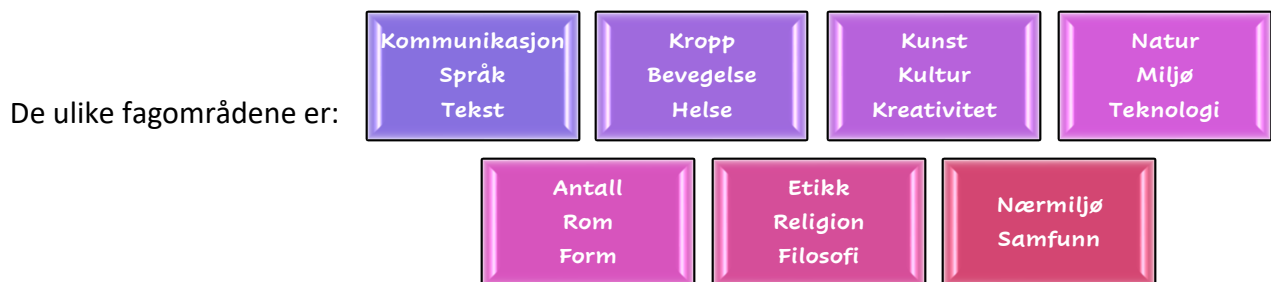 De ulike fagområdene er:
Kommunikasjon
Språk
Tekst
Kropp
Bevegelse
Helse
Kunst
Kultur
Kreativitet
Natur
Miljø
Teknologi
Antall
Rom
Form
Etikk
Religion
Filosofi
Nærmiljø
Samfunn